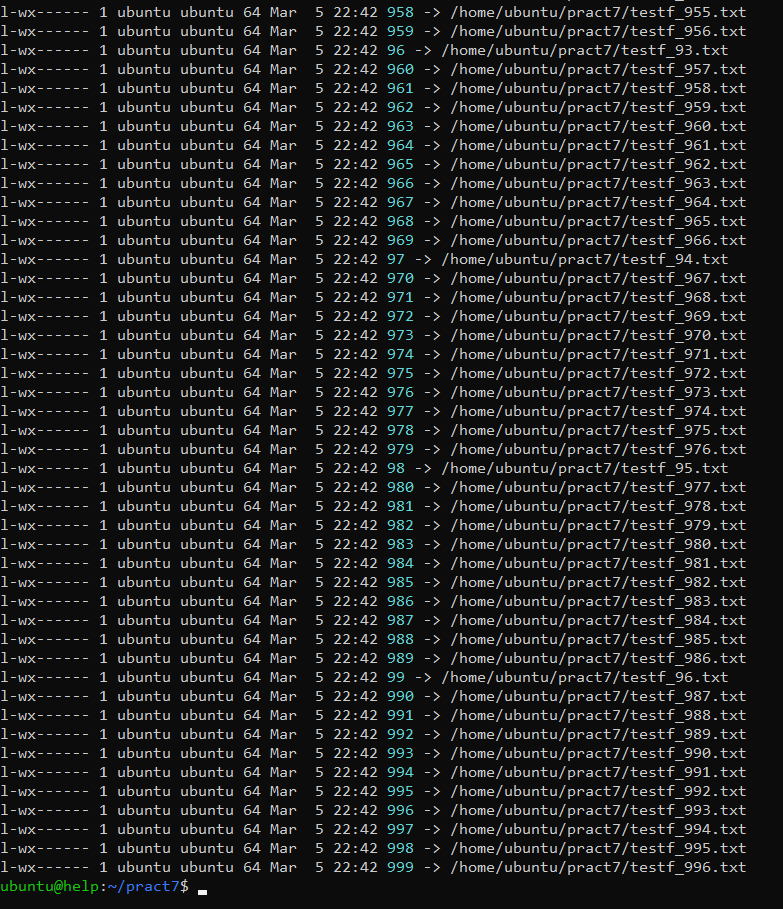 l-wx------ 1 ubuntu ubuntu 64 Mar  5 22:42 958 -> /home/ubuntu/pract7/testf_955.txt
l-wx------ 1 ubuntu ubuntu 64 Mar  5 22:42 959 -> /home/ubuntu/pract7/testf_956.txt
l-wx------ 1 ubuntu ubuntu 64 Mar  5 22:42 96 -> /home/ubuntu/pract7/testf_93.txt
l-wx------ 1 ubuntu ubuntu 64 Mar  5 22:42 960 -> /home/ubuntu/pract7/testf_957.txt
l-wx------ 1 ubuntu ubuntu 64 Mar  5 22:42 961 -> /home/ubuntu/pract7/testf_958.txt
l-wx------ 1 ubuntu ubuntu 64 Mar  5 22:42 962 -> /home/ubuntu/pract7/testf_959.txt
l-wx------ 1 ubuntu ubuntu 64 Mar  5 22:42 963 -> /home/ubuntu/pract7/testf_960.txt
l-wx------ 1 ubuntu ubuntu 64 Mar  5 22:42 964 -> /home/ubuntu/pract7/testf_961.txt
l-wx------ 1 ubuntu ubuntu 64 Mar  5 22:42 965 -> /home/ubuntu/pract7/testf_962.txt
l-wx------ 1 ubuntu ubuntu 64 Mar  5 22:42 966 -> /home/ubuntu/pract7/testf_963.txt
l-wx------ 1 ubuntu ubuntu 64 Mar  5 22:42 967 -> /home/ubuntu/pract7/testf_964.txt
l-wx------ 1 ubuntu ubuntu 64 Mar  5 22:42 968 -> /home/ubuntu/pract7/testf_965.txt
l-wx------ 1 ubuntu ubuntu 64 Mar  5 22:42 969 -> /home/ubuntu/pract7/testf_966.txt
l-wx------ 1 ubuntu ubuntu 64 Mar  5 22:42 97 -> /home/ubuntu/pract7/testf_94.txt
l-wx------ 1 ubuntu ubuntu 64 Mar  5 22:42 970 -> /home/ubuntu/pract7/testf_967.txt
l-wx------ 1 ubuntu ubuntu 64 Mar  5 22:42 971 -> /home/ubuntu/pract7/testf_968.txt
l-wx------ 1 ubuntu ubuntu 64 Mar  5 22:42 972 -> /home/ubuntu/pract7/testf_969.txt
l-wx------ 1 ubuntu ubuntu 64 Mar  5 22:42 973 -> /home/ubuntu/pract7/testf_970.txt
l-wx------ 1 ubuntu ubuntu 64 Mar  5 22:42 974 -> /home/ubuntu/pract7/testf_971.txt
l-wx------ 1 ubuntu ubuntu 64 Mar  5 22:42 975 -> /home/ubuntu/pract7/testf_972.txt
l-wx------ 1 ubuntu ubuntu 64 Mar  5 22:42 976 -> /home/ubuntu/pract7/testf_973.txt
l-wx------ 1 ubuntu ubuntu 64 Mar  5 22:42 977 -> /home/ubuntu/pract7/testf_974.txt
l-wx------ 1 ubuntu ubuntu 64 Mar  5 22:42 978 -> /home/ubuntu/pract7/testf_975.txt
l-wx------ 1 ubuntu ubuntu 64 Mar  5 22:42 979 -> /home/ubuntu/pract7/testf_976.txt
l-wx------ 1 ubuntu ubuntu 64 Mar  5 22:42 98 -> /home/ubuntu/pract7/testf_95.txt
l-wx------ 1 ubuntu ubuntu 64 Mar  5 22:42 980 -> /home/ubuntu/pract7/testf_977.txt
l-wx------ 1 ubuntu ubuntu 64 Mar  5 22:42 981 -> /home/ubuntu/pract7/testf_978.txt
l-wx------ 1 ubuntu ubuntu 64 Mar  5 22:42 982 -> /home/ubuntu/pract7/testf_979.txt
l-wx------ 1 ubuntu ubuntu 64 Mar  5 22:42 983 -> /home/ubuntu/pract7/testf_980.txt
l-wx------ 1 ubuntu ubuntu 64 Mar  5 22:42 984 -> /home/ubuntu/pract7/testf_981.txt
l-wx------ 1 ubuntu ubuntu 64 Mar  5 22:42 985 -> /home/ubuntu/pract7/testf_982.txt
l-wx------ 1 ubuntu ubuntu 64 Mar  5 22:42 986 -> /home/ubuntu/pract7/testf_983.txt
l-wx------ 1 ubuntu ubuntu 64 Mar  5 22:42 987 -> /home/ubuntu/pract7/testf_984.txt
l-wx------ 1 ubuntu ubuntu 64 Mar  5 22:42 988 -> /home/ubuntu/pract7/testf_985.txt
l-wx------ 1 ubuntu ubuntu 64 Mar  5 22:42 989 -> /home/ubuntu/pract7/testf_986.txt
l-wx------ 1 ubuntu ubuntu 64 Mar  5 22:42 99 -> /home/ubuntu/pract7/testf_96.txt
l-wx------ 1 ubuntu ubuntu 64 Mar  5 22:42 990 -> /home/ubuntu/pract7/testf_987.txt
l-wx------ 1 ubuntu ubuntu 64 Mar  5 22:42 991 -> /home/ubuntu/pract7/testf_988.txt
l-wx------ 1 ubuntu ubuntu 64 Mar  5 22:42 992 -> /home/ubuntu/pract7/testf_989.txt
l-wx------ 1 ubuntu ubuntu 64 Mar  5 22:42 993 -> /home/ubuntu/pract7/testf_990.txt
l-wx------ 1 ubuntu ubuntu 64 Mar  5 22:42 994 -> /home/ubuntu/pract7/testf_991.txt
l-wx------ 1 ubuntu ubuntu 64 Mar  5 22:42 995 -> /home/ubuntu/pract7/testf_992.txt
l-wx------ 1 ubuntu ubuntu 64 Mar  5 22:42 996 -> /home/ubuntu/pract7/testf_993.txt
l-wx------ 1 ubuntu ubuntu 64 Mar  5 22:42 997 -> /home/ubuntu/pract7/testf_994.txt
l-wx------ 1 ubuntu ubuntu 64 Mar  5 22:42 998 -> /home/ubuntu/pract7/testf_995.txt
l-wx------ 1 ubuntu ubuntu 64 Mar  5 22:42 999 -> /home/ubuntu/pract7/testf_996.txt
ubuntu@help:~/pract7$